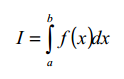 I = ∫_a^b f(x)dx